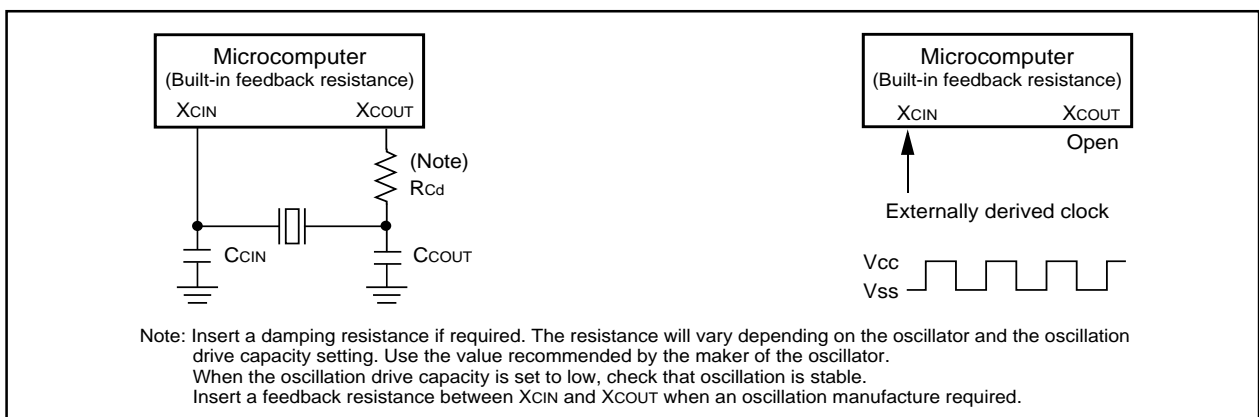 Microcomputer
(Built-in feedback resistance)
XCIN XCOUT
(Note)
RCd
CCIN CCOUT
Microcomputer
(Built-in feedback resistance)
XCIN XCOUT
Open
Externally derived clock
Vcc
Vss
Note: Insert a damping resistance if required. The resistance will vary depending on the oscillator and the oscillation
drive capacity setting. Use the value recommended by the maker of the oscillator.
When the oscillation drive capacity is set to low, check that oscillation is stable.
Insert a feedback resistance between XCIN and XCOUT when an oscillation manufacture required.